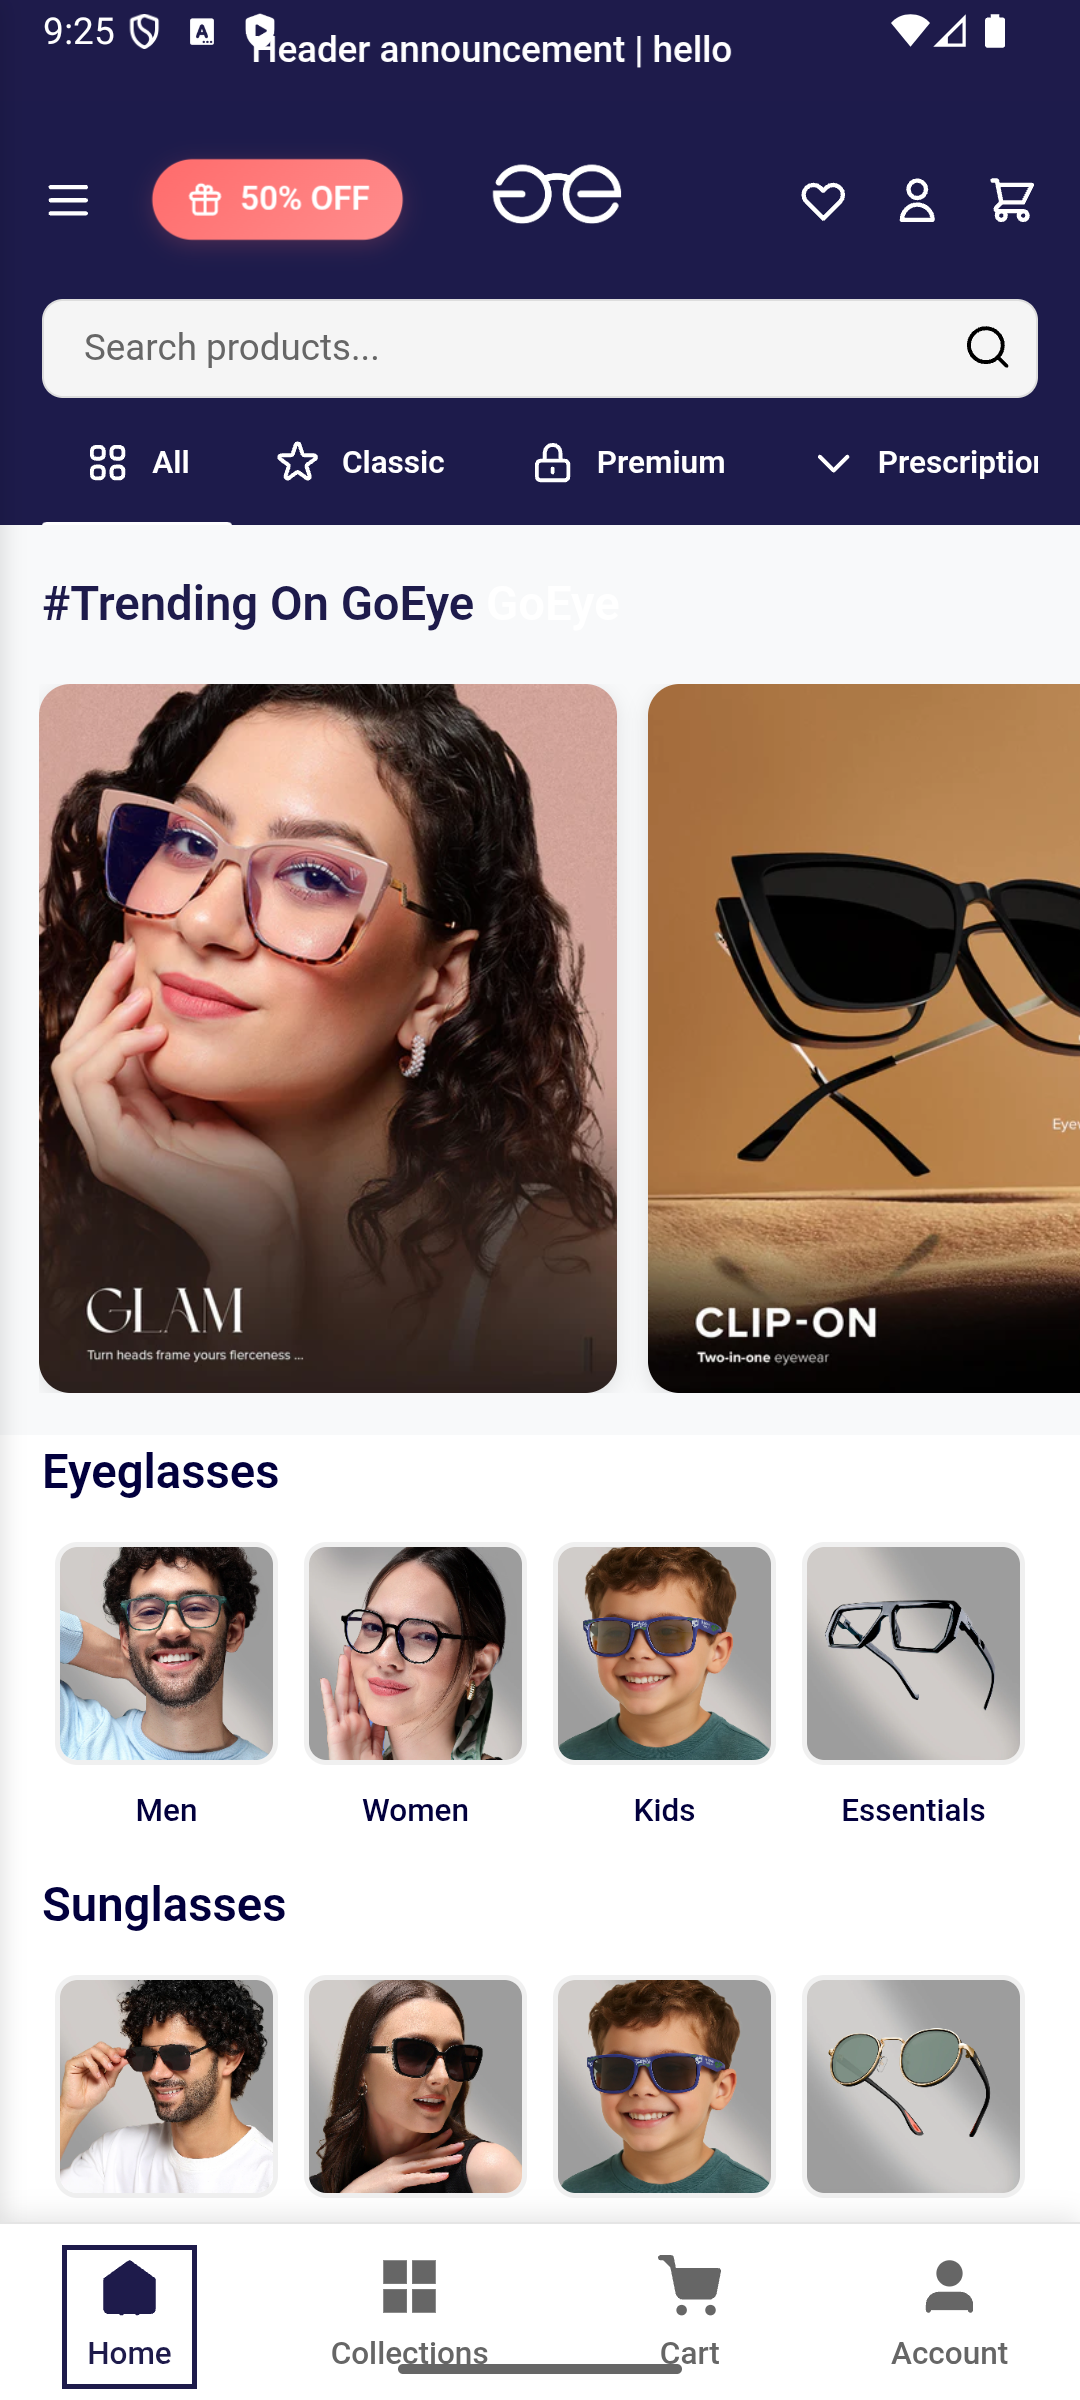 9:25
Header announcement | hello
50% OFF
Search products...
All
Classic
Premium
Prescription
#Trending On GoEye GoEye
GLAM
Turn heads frame yours fierceness ...
CLIP-ON
Two-in-one eyewear
Eyeglasses
Men
Women
Kids
Essentials
Sunglasses
Home
Collections
Cart
Account